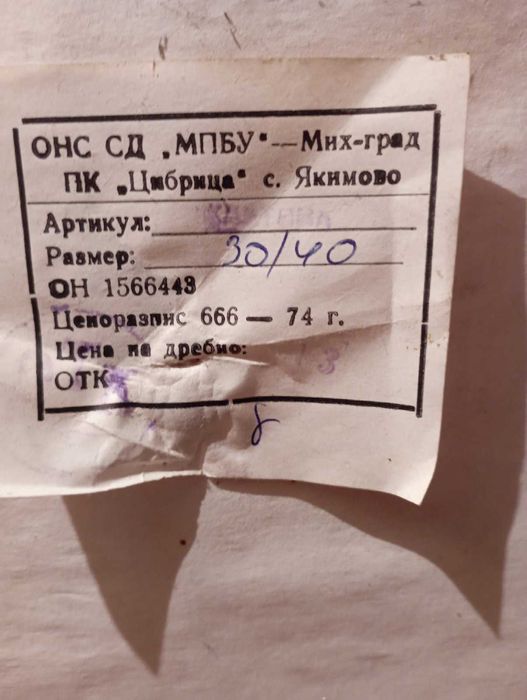 ОНС СД „МПБУ“ — Мих-град
ПК „Цибрица“ с. Якимово
Артикул:
Размер: 30/40
ОН 1566443
Ценоразпис 666 — 74 г.
Цена на дребно: 3
ОТК